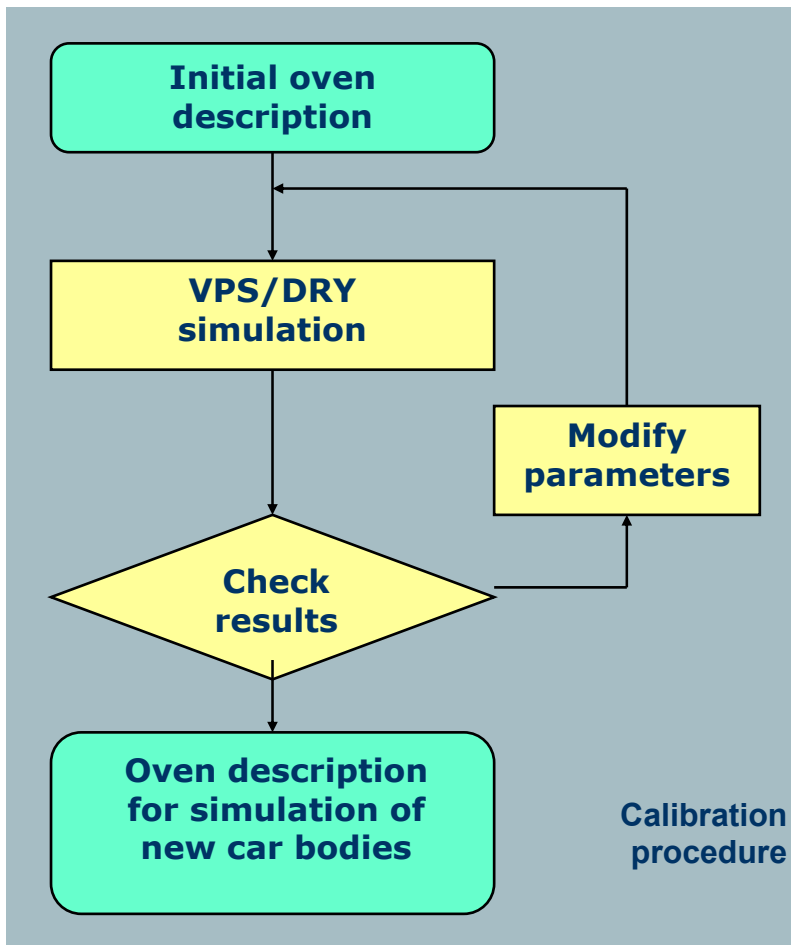 Initial oven
description
VPS/DRY
simulation
Modify
parameters
Check
results
Oven description
for simulation of
new car bodies
Calibration
procedure